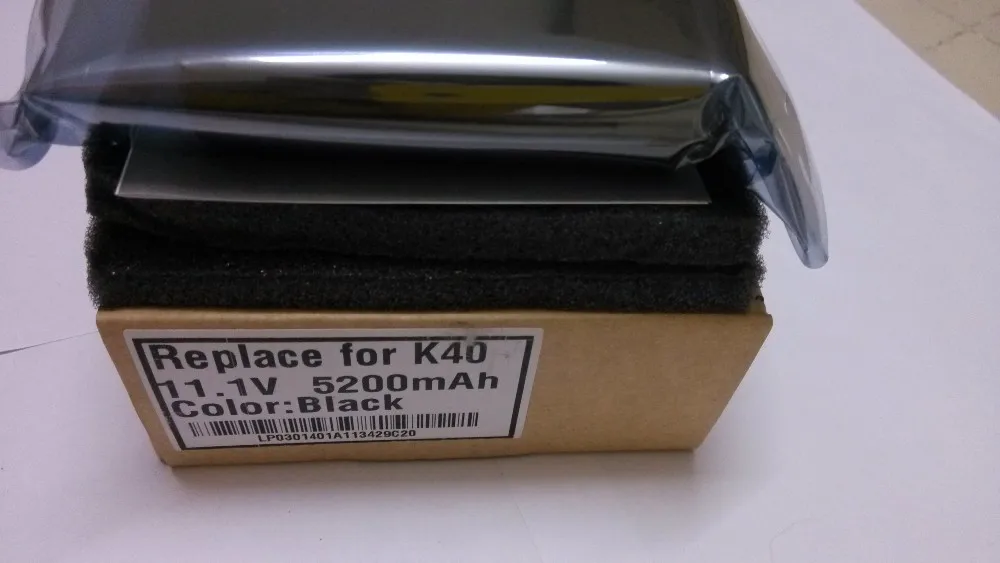 Replace for K40
11.1V 5200mAh
Color:Black
LP0301401A113429C20